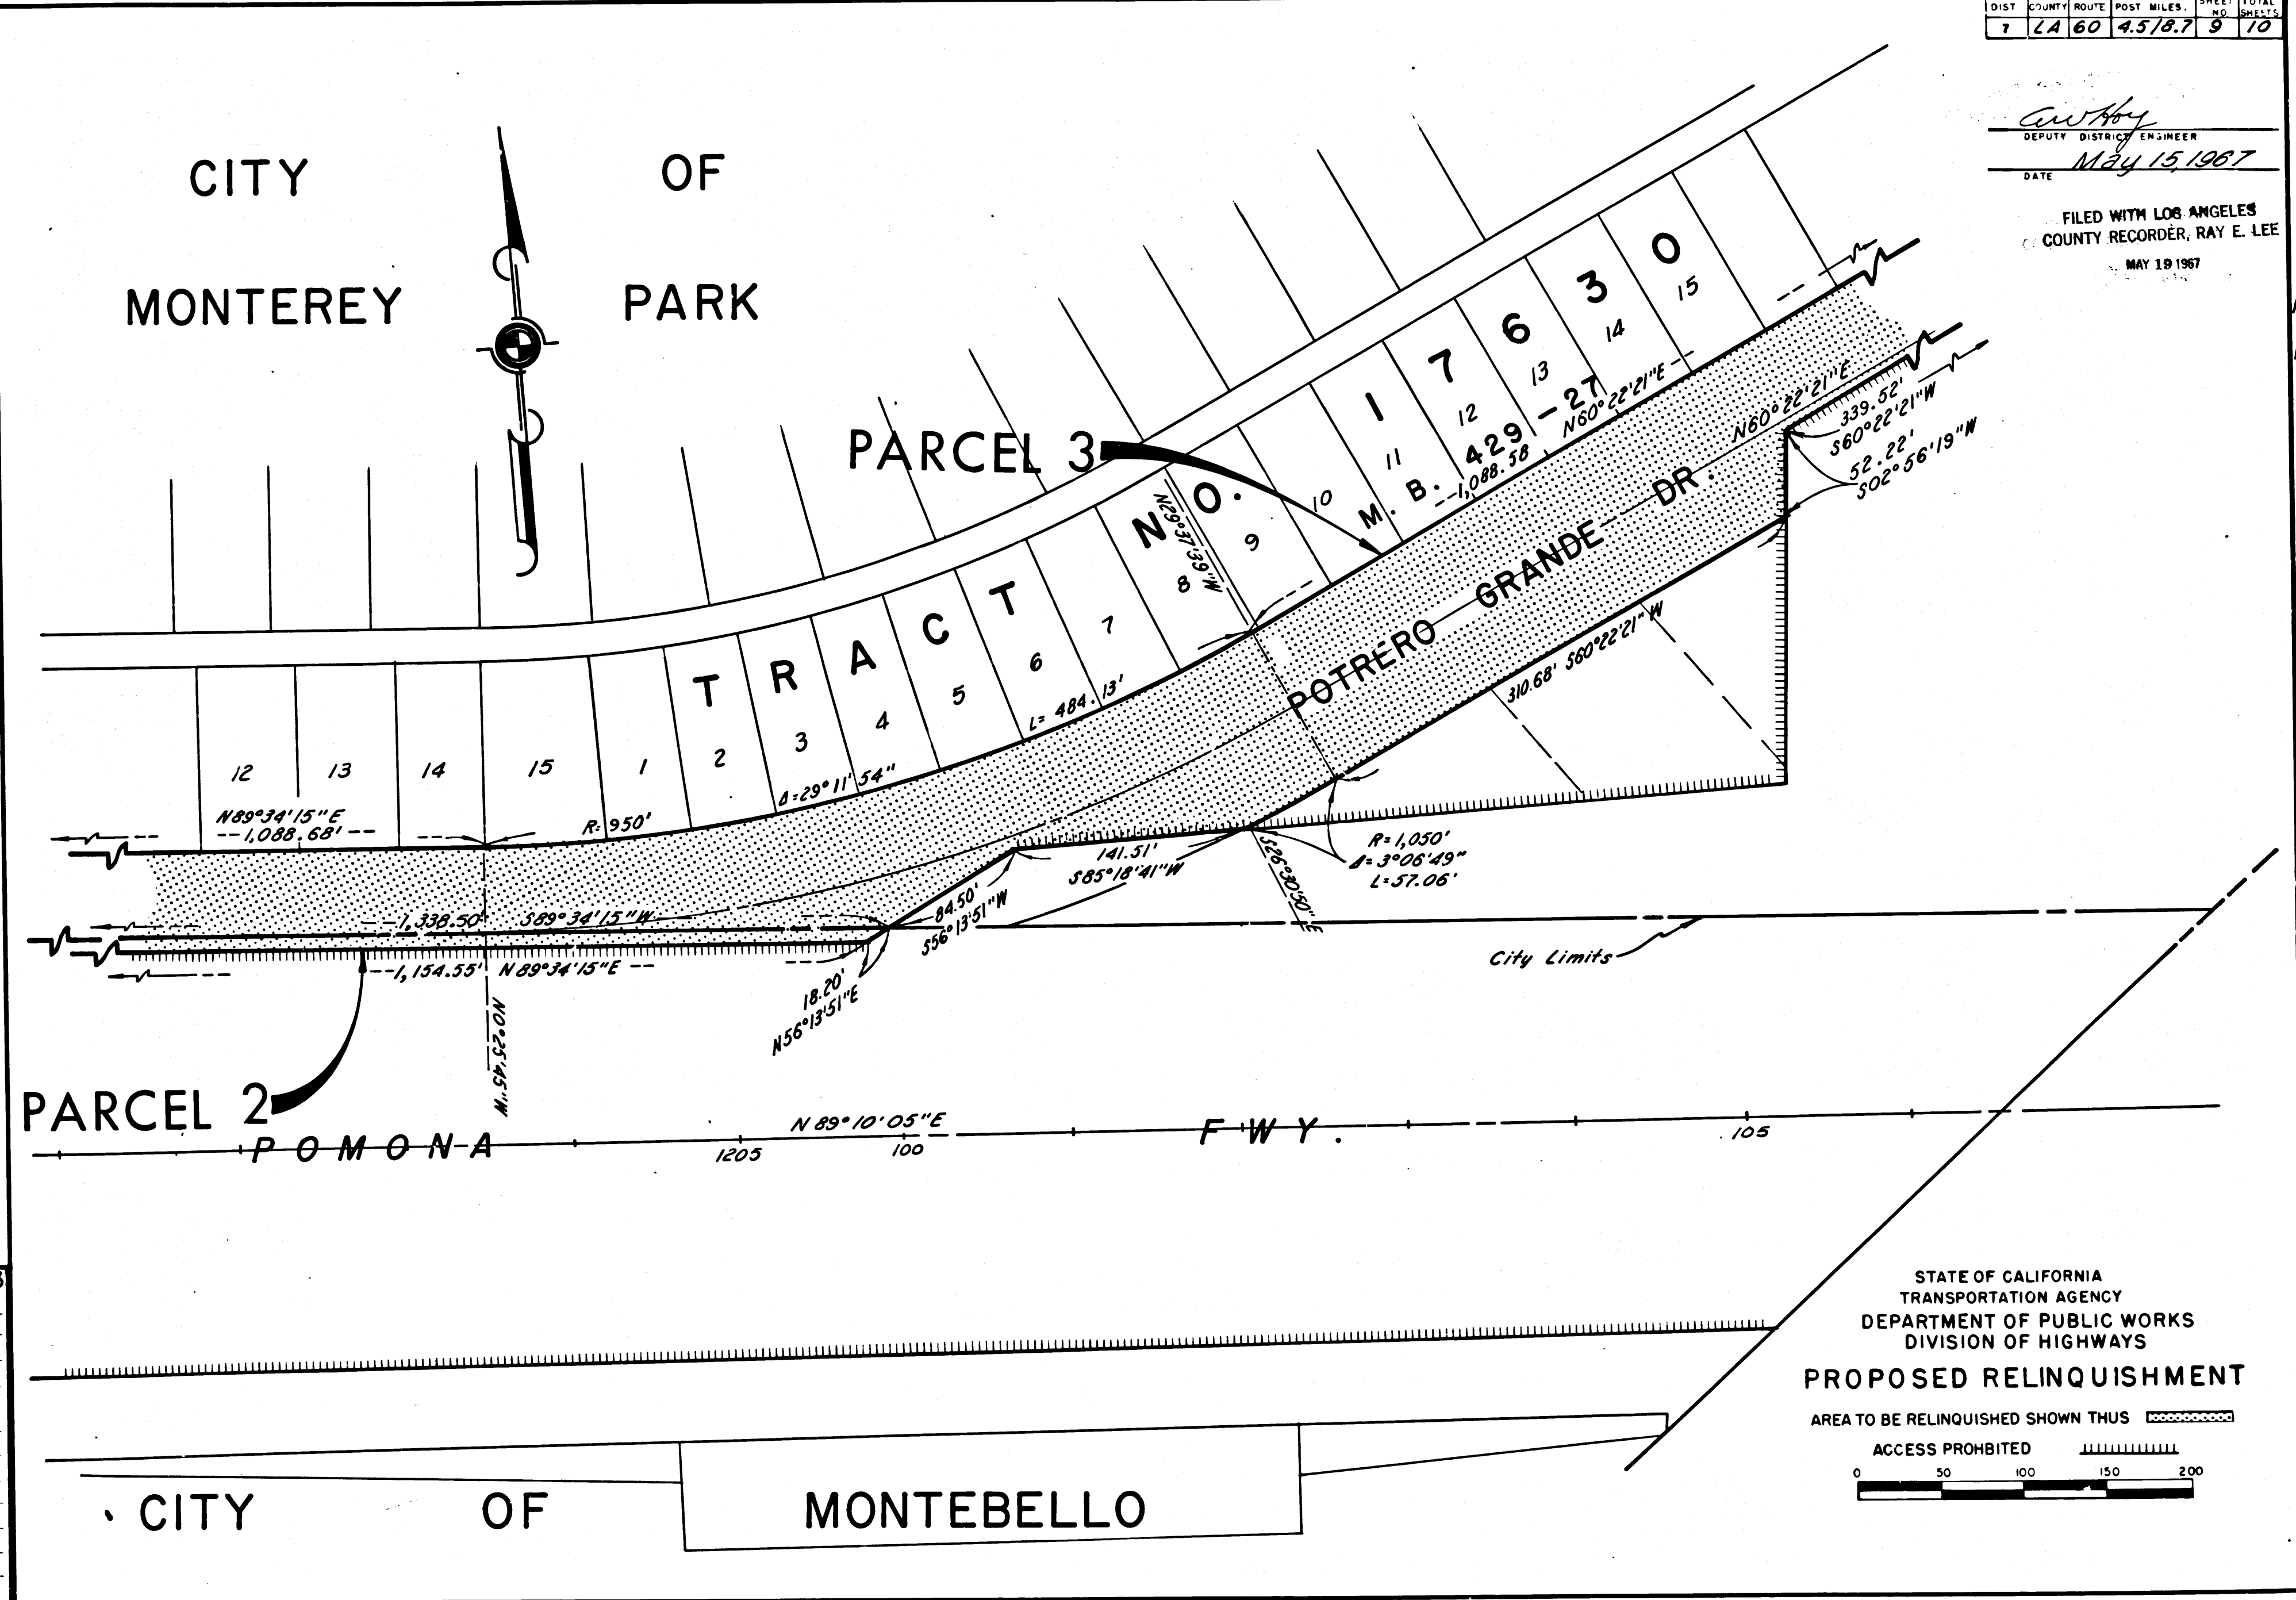 DIST COUNTY ROUTE POST MILES. SHEET NO. TOTAL SHEETS
7 LA 60 4.5/8.7 9 10
DEPUTY DISTRICT ENGINEER
May 15, 1967
DATE
FILED WITH LOS ANGELES
COUNTY RECORDER, RAY E. LEE
MAY 19 1967
CITY OF
MONTEREY PARK
PARCEL 3
TRACT NO. 17630
M. B. 429-27
12
13
14
15
1
2
3
4
5
6
7
8
9
10
11
12
13
14
15
N60°22'21"E
1,088.58
N29°37'39"W
N60°22'21"E
339.52'
S60°22'21"W
52.22'
S02°56'19"W
POTRERO GRANDE DR.
310.68' S60°22'21"W
L= 484.13'
Δ=29°11'54"
R=950'
N89°34'15"E
1,088.68'
1,338.50' S89°34'15"W
1,154.55' N89°34'15"E
84.50'
S56°13'51"W
141.51'
S85°18'41"W
R=1,050'
Δ=3°06'49"
L=57.06'
S26°30'50"E
18.20'
N56°13'51"E
N0°25'45"W
City Limits
PARCEL 2
POMONA FWY.
N89°10'05"E
1205
100
105
CITY OF MONTEBELLO
STATE OF CALIFORNIA
TRANSPORTATION AGENCY
DEPARTMENT OF PUBLIC WORKS
DIVISION OF HIGHWAYS
PROPOSED RELINQUISHMENT
AREA TO BE RELINQUISHED SHOWN THUS
ACCESS PROHBITED
0 50 100 150 200